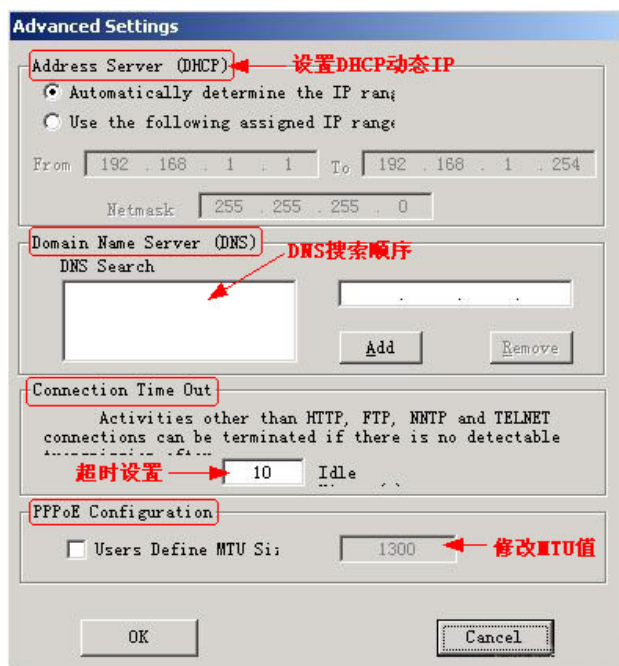 Advanced Settings
Address Server (DHCP) 设置DHCP动态IP
Automatically determine the IP rang
Use the following assigned IP range
From 192 . 168 . 1 . 1 To 192 . 168 . 1 . 254
Netmask 255 . 255 . 255 . 0
Domain Name Server (DNS)
DNS搜索顺序
DNS Search
. . .
Add Remove
Connection Time Out
Activities other than HTTP, FTP, NNTP and TELNET
connections can be terminated if there is no detectable
超时设置 10 Idle
PPPoE Configuration
Users Define MTU Si 1300 修改MTU值
OK Cancel